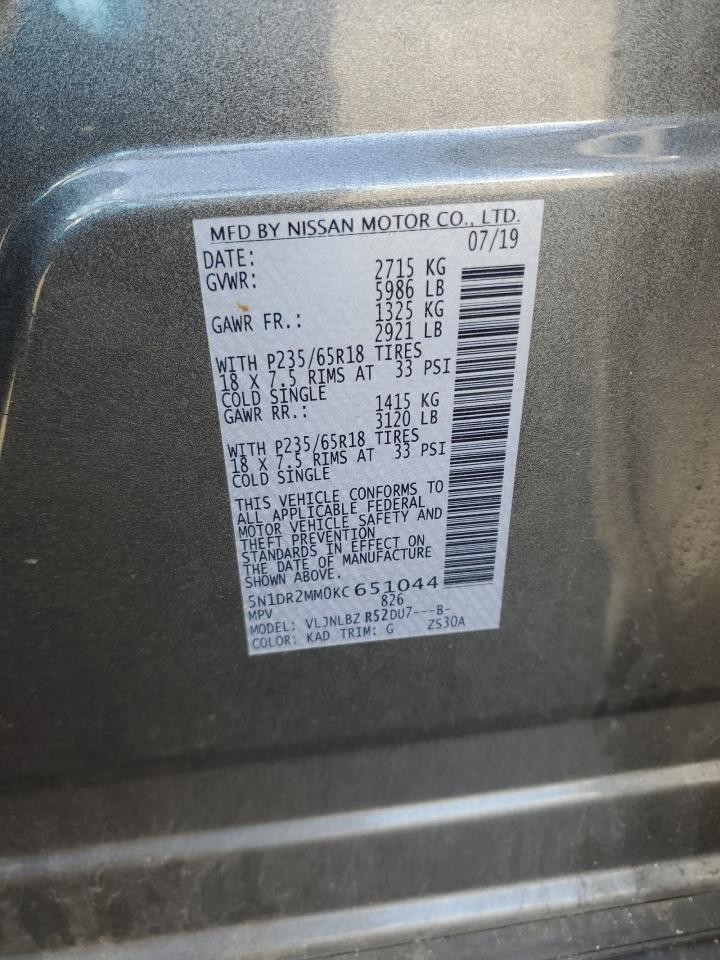 MFD BY NISSAN MOTOR CO., LTD.
DATE: 07/19
GVWR: 2715 KG
5986 LB
GAWR FR.: 1325 KG
2921 LB
WITH P235/65R18 TIRES
18 X 7.5 RIMS AT 33 PSI
COLD SINGLE
GAWR RR.: 1415 KG
3120 LB
WITH P235/65R18 TIRES
18 X 7.5 RIMS AT 33 PSI
COLD SINGLE
THIS VEHICLE CONFORMS TO
ALL APPLICABLE FEDERAL
MOTOR VEHICLE SAFETY AND
THEFT PREVENTION
STANDARDS IN EFFECT ON
THE DATE OF MANUFACTURE
SHOWN ABOVE.
5N1DR2MM0KC651044
MPV 826
MODEL: VLJNLBZ R52DU7---B-
COLOR: KAD TRIM: G ZS30A